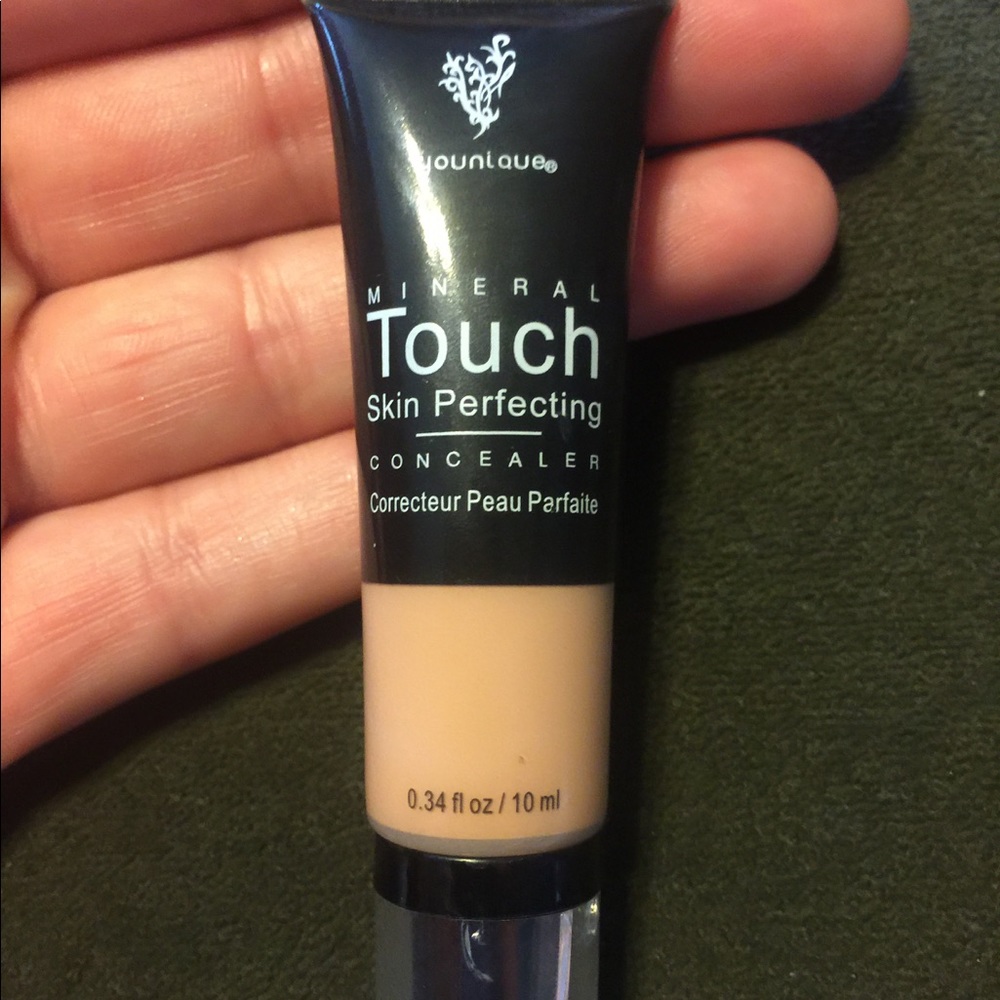 younique®
MINERAL
Touch
Skin Perfecting
CONCEALER
Correcteur Peau Parfaite
0.34 fl oz / 10 ml